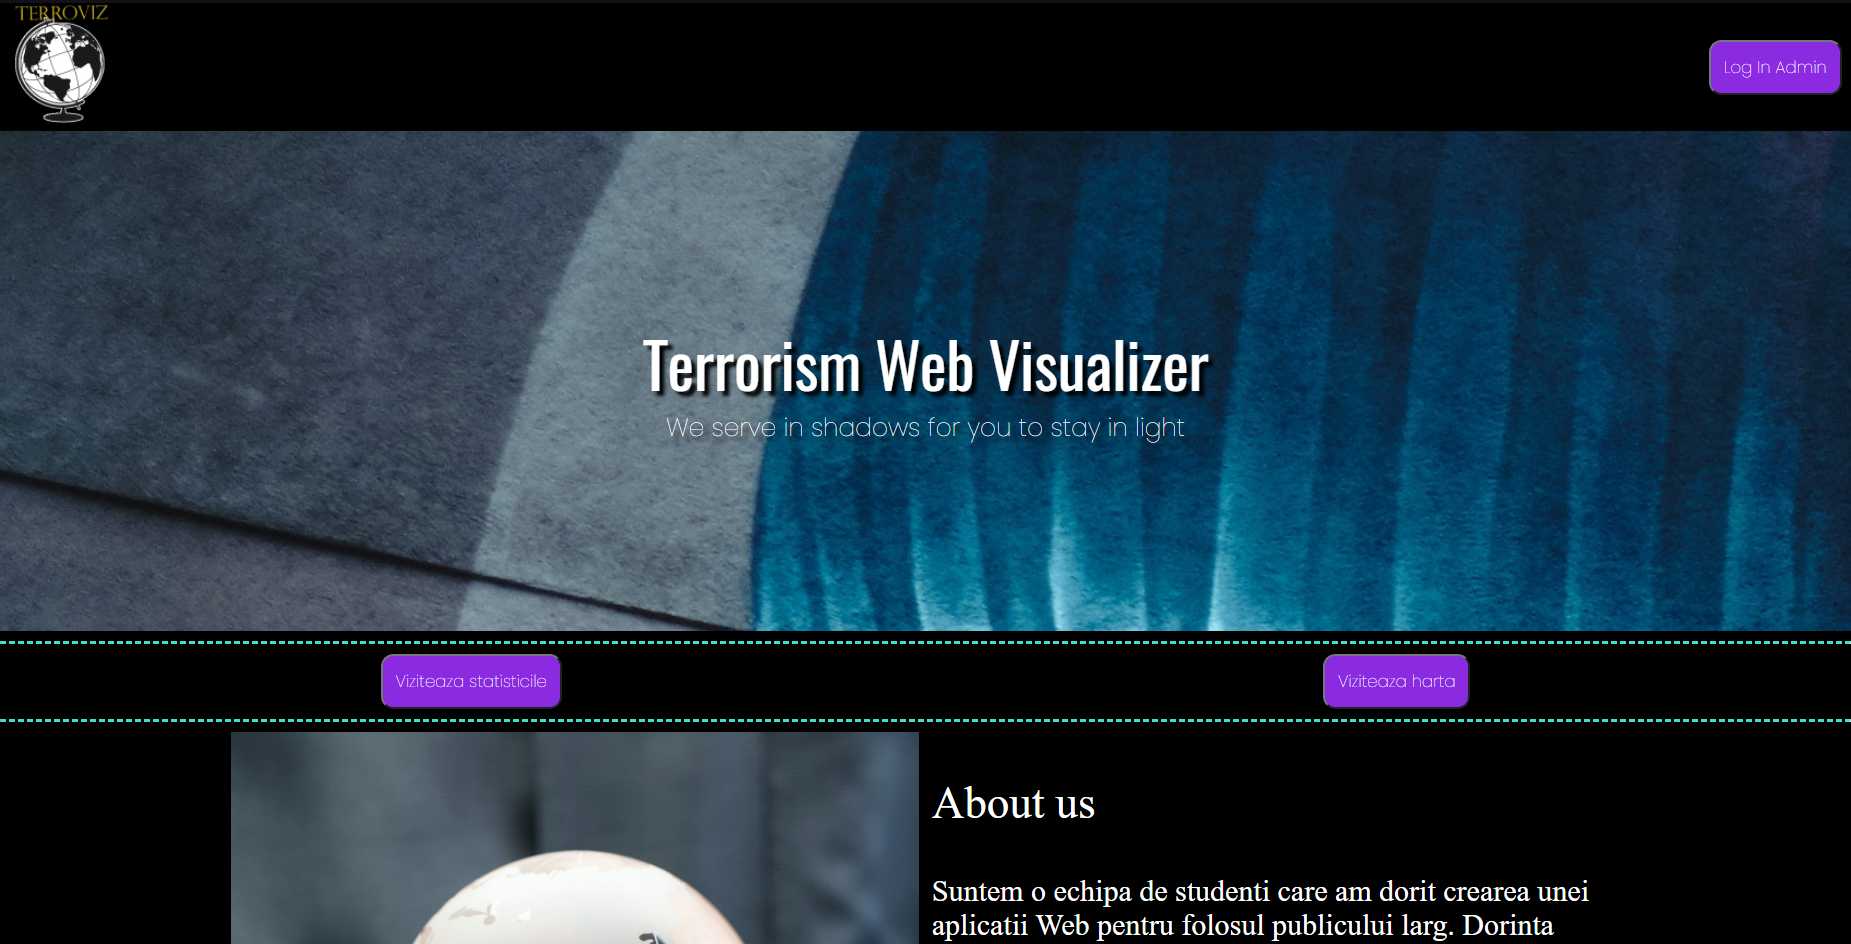 TERROVIZ
Log In Admin
Terrorism Web Visualizer
We serve in shadows for you to stay in light
Viziteaza statisticile
Viziteaza harta
About us
Suntem o echipa de studenti care am dorit crearea unei
aplicatii Web pentru folosul publicului larg. Dorinta